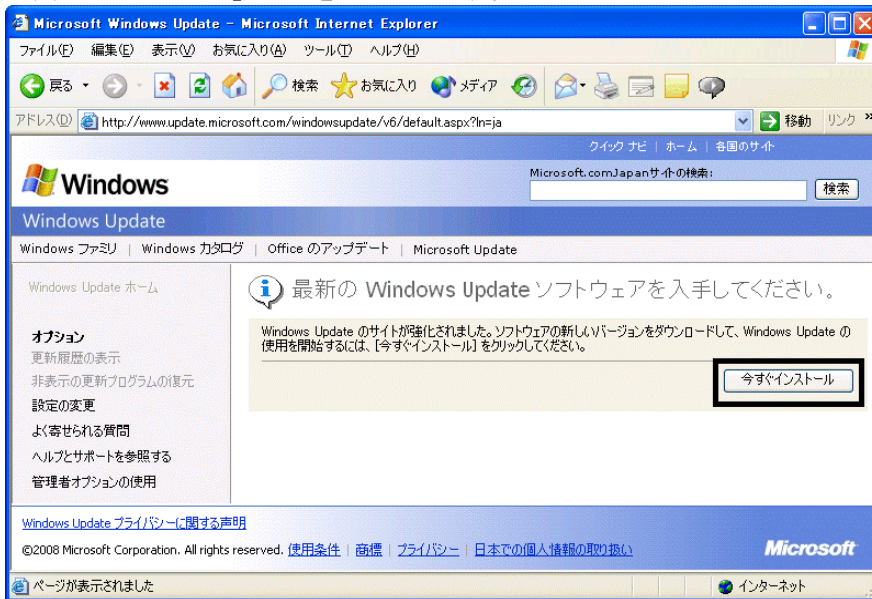 Microsoft Windows Update - Microsoft Internet Explorer
ファイル(F) 編集(E) 表示(V) お気に入り(A) ツール(T) ヘルプ(H)
戻る 検索 お気に入り メディア
アドレス(D) http://www.update.microsoft.com/windowsupdate/v6/default.aspx?ln=ja 移動 リンク »
クイック ナビ | ホーム | 各国のサイト
Windows
Microsoft.comJapanサイトの検索:
検索
Windows Update
Windows ファミリ | Windows カタログ | Office のアップデート | Microsoft Update
Windows Update ホーム
オプション
更新履歴の表示
非表示の更新プログラムの復元
設定の変更
よく寄せられる質問
ヘルプとサポートを参照する
管理者オプションの使用
最新の Windows Update ソフトウェアを入手してください。
Windows Update のサイトが強化されました。ソフトウェアの新しいバージョンをダウンロードして、Windows Update の
使用を開始するには、[今すぐインストール] をクリックしてください。
今すぐインストール
Windows Update プライバシーに関する声明
©2008 Microsoft Corporation. All rights reserved. 使用条件 | 商標 | プライバシー | 日本での個人情報の取り扱い
Microsoft
ページが表示されました インターネット